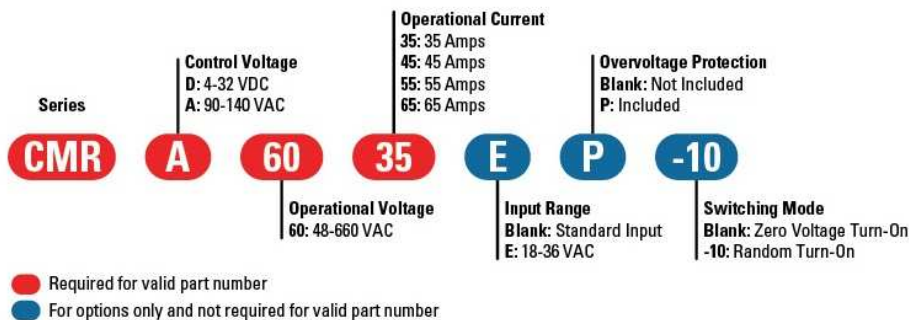 Operational Current
35: 35 Amps
45: 45 Amps
55: 55 Amps
65: 65 Amps
Control Voltage
D: 4-32 VDC
A: 90-140 VAC
Overvoltage Protection
Blank: Not Included
P: Included
Series
CMR A 60 35 E P -10
Operational Voltage
60: 48-660 VAC
Input Range
Blank: Standard Input
E: 18-36 VAC
Switching Mode
Blank: Zero Voltage Turn-On
-10: Random Turn-On
Required for valid part number
For options only and not required for valid part number